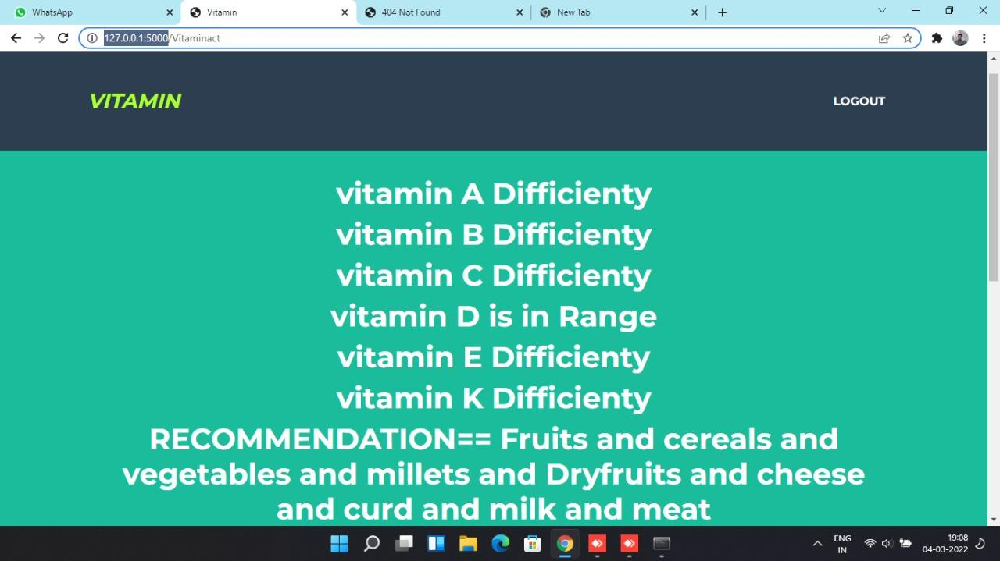 WhatsApp
Vitamin
404 Not Found
New Tab
127.0.0.1:5000/Vitaminact
VITAMIN
LOGOUT
vitamin A Difficienty
vitamin B Difficienty
vitamin C Difficienty
vitamin D is in Range
vitamin E Difficienty
vitamin K Difficienty
RECOMMENDATION== Fruits and cereals and
vegetables and millets and Dryfruits and cheese
and curd and milk and meat
ENG
IN
19:08
04-03-2022